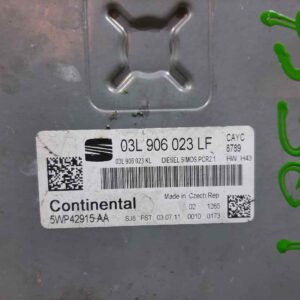 03L 906 023 LF
CAYC
8789
03L 906 023 KL DIESEL SIMOS PCR2.1 HW: H43
Continental
Made in Czech Rep
02 1265
5WP42915 AA SJ8 FST 03.07.11 0010 0173